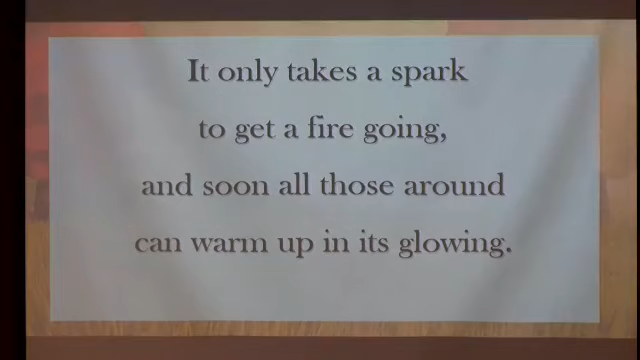 It only takes a spark
to get a fire going,
and soon all those around
can warm up in its glowing.